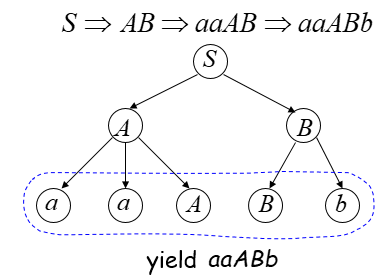 S ⇒ AB ⇒ aaAB ⇒ aaABb
S
A B
a a A B b
yield aaABb